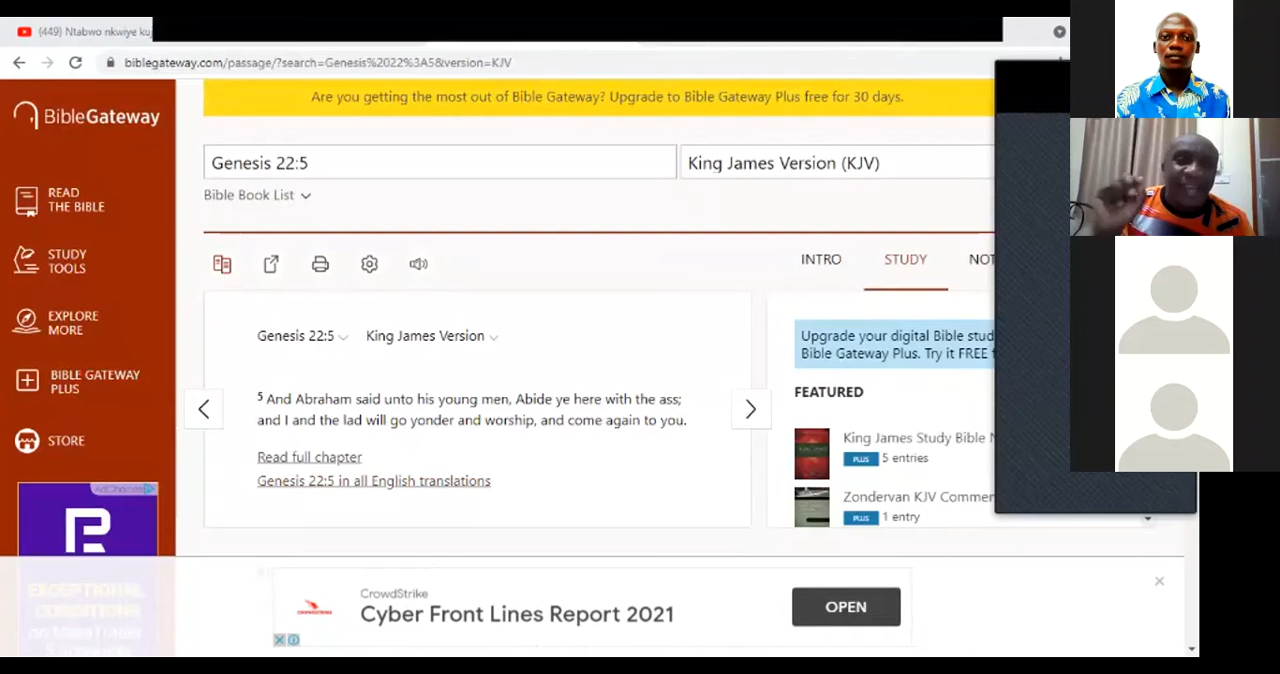 (449) Ntabwo nkwiye
biblegateway.com/passage/?search=Genesis%2022%3A5&version=KJV
BibleGateway
READ
THE BIBLE
STUDY
TOOLS
EXPLORE
MORE
BIBLE GATEWAY
PLUS
STORE
AdChoices
Are you getting the most out of Bible Gateway? Upgrade to Bible Gateway Plus free for 30 days.
Genesis 22:5
King James Version (KJV)
Bible Book List
INTRO STUDY NOT
Genesis 22:5 King James Version
5 And Abraham said unto his young men, Abide ye here with the ass;
and I and the lad will go yonder and worship, and come again to you.
Read full chapter
Genesis 22:5 in all English translations
Upgrade your digital Bible stud
Bible Gateway Plus. Try it FREE
FEATURED
King James Study Bible N
PLUS 5 entries
Zondervan KJV Commen
PLUS 1 entry
EXCEPTIONAL
CONDITIONS
CrowdStrike
CROWDSTRIKE
Cyber Front Lines Report 2021
OPEN